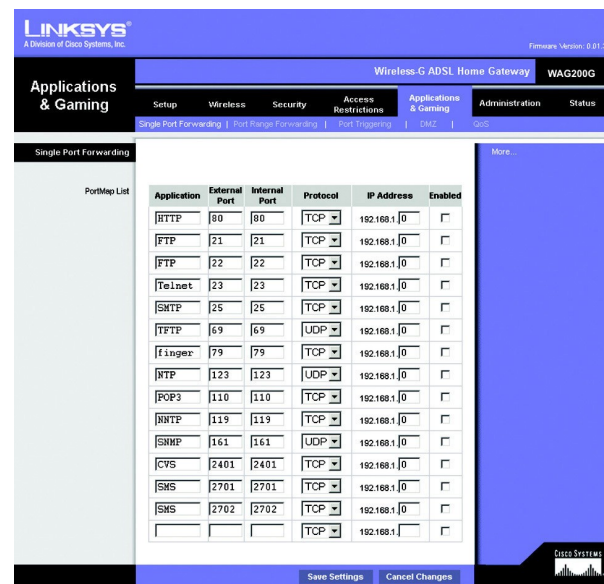 LINKSYS®
A Division of Cisco Systems, Inc.
Firmware Version: 0.01.
Wireless-G ADSL Home Gateway WAG200G
Applications & Gaming
Setup Wireless Security Access Restrictions Applications & Gaming Administration Status
Single Port Forwarding | Port Range Forwarding | Port Triggering | DMZ | QoS
Single Port Forwarding
More...
PortMap List
Application External Port Internal Port Protocol IP Address Enabled
HTTP 80 80 TCP 192.168.1. 0
FTP 21 21 TCP 192.168.1. 0
FTP 22 22 TCP 192.168.1. 0
Telnet 23 23 TCP 192.168.1. 0
SMTP 25 25 TCP 192.168.1. 0
TFTP 69 69 UDP 192.168.1. 0
finger 79 79 TCP 192.168.1. 0
NTP 123 123 UDP 192.168.1. 0
POP3 110 110 TCP 192.168.1. 0
NNTP 119 119 TCP 192.168.1. 0
SNMP 161 161 UDP 192.168.1. 0
CVS 2401 2401 TCP 192.168.1. 0
SMS 2701 2701 TCP 192.168.1. 0
SMS 2702 2702 TCP 192.168.1. 0
TCP 192.168.1.
Save Settings Cancel Changes
CISCO SYSTEMS